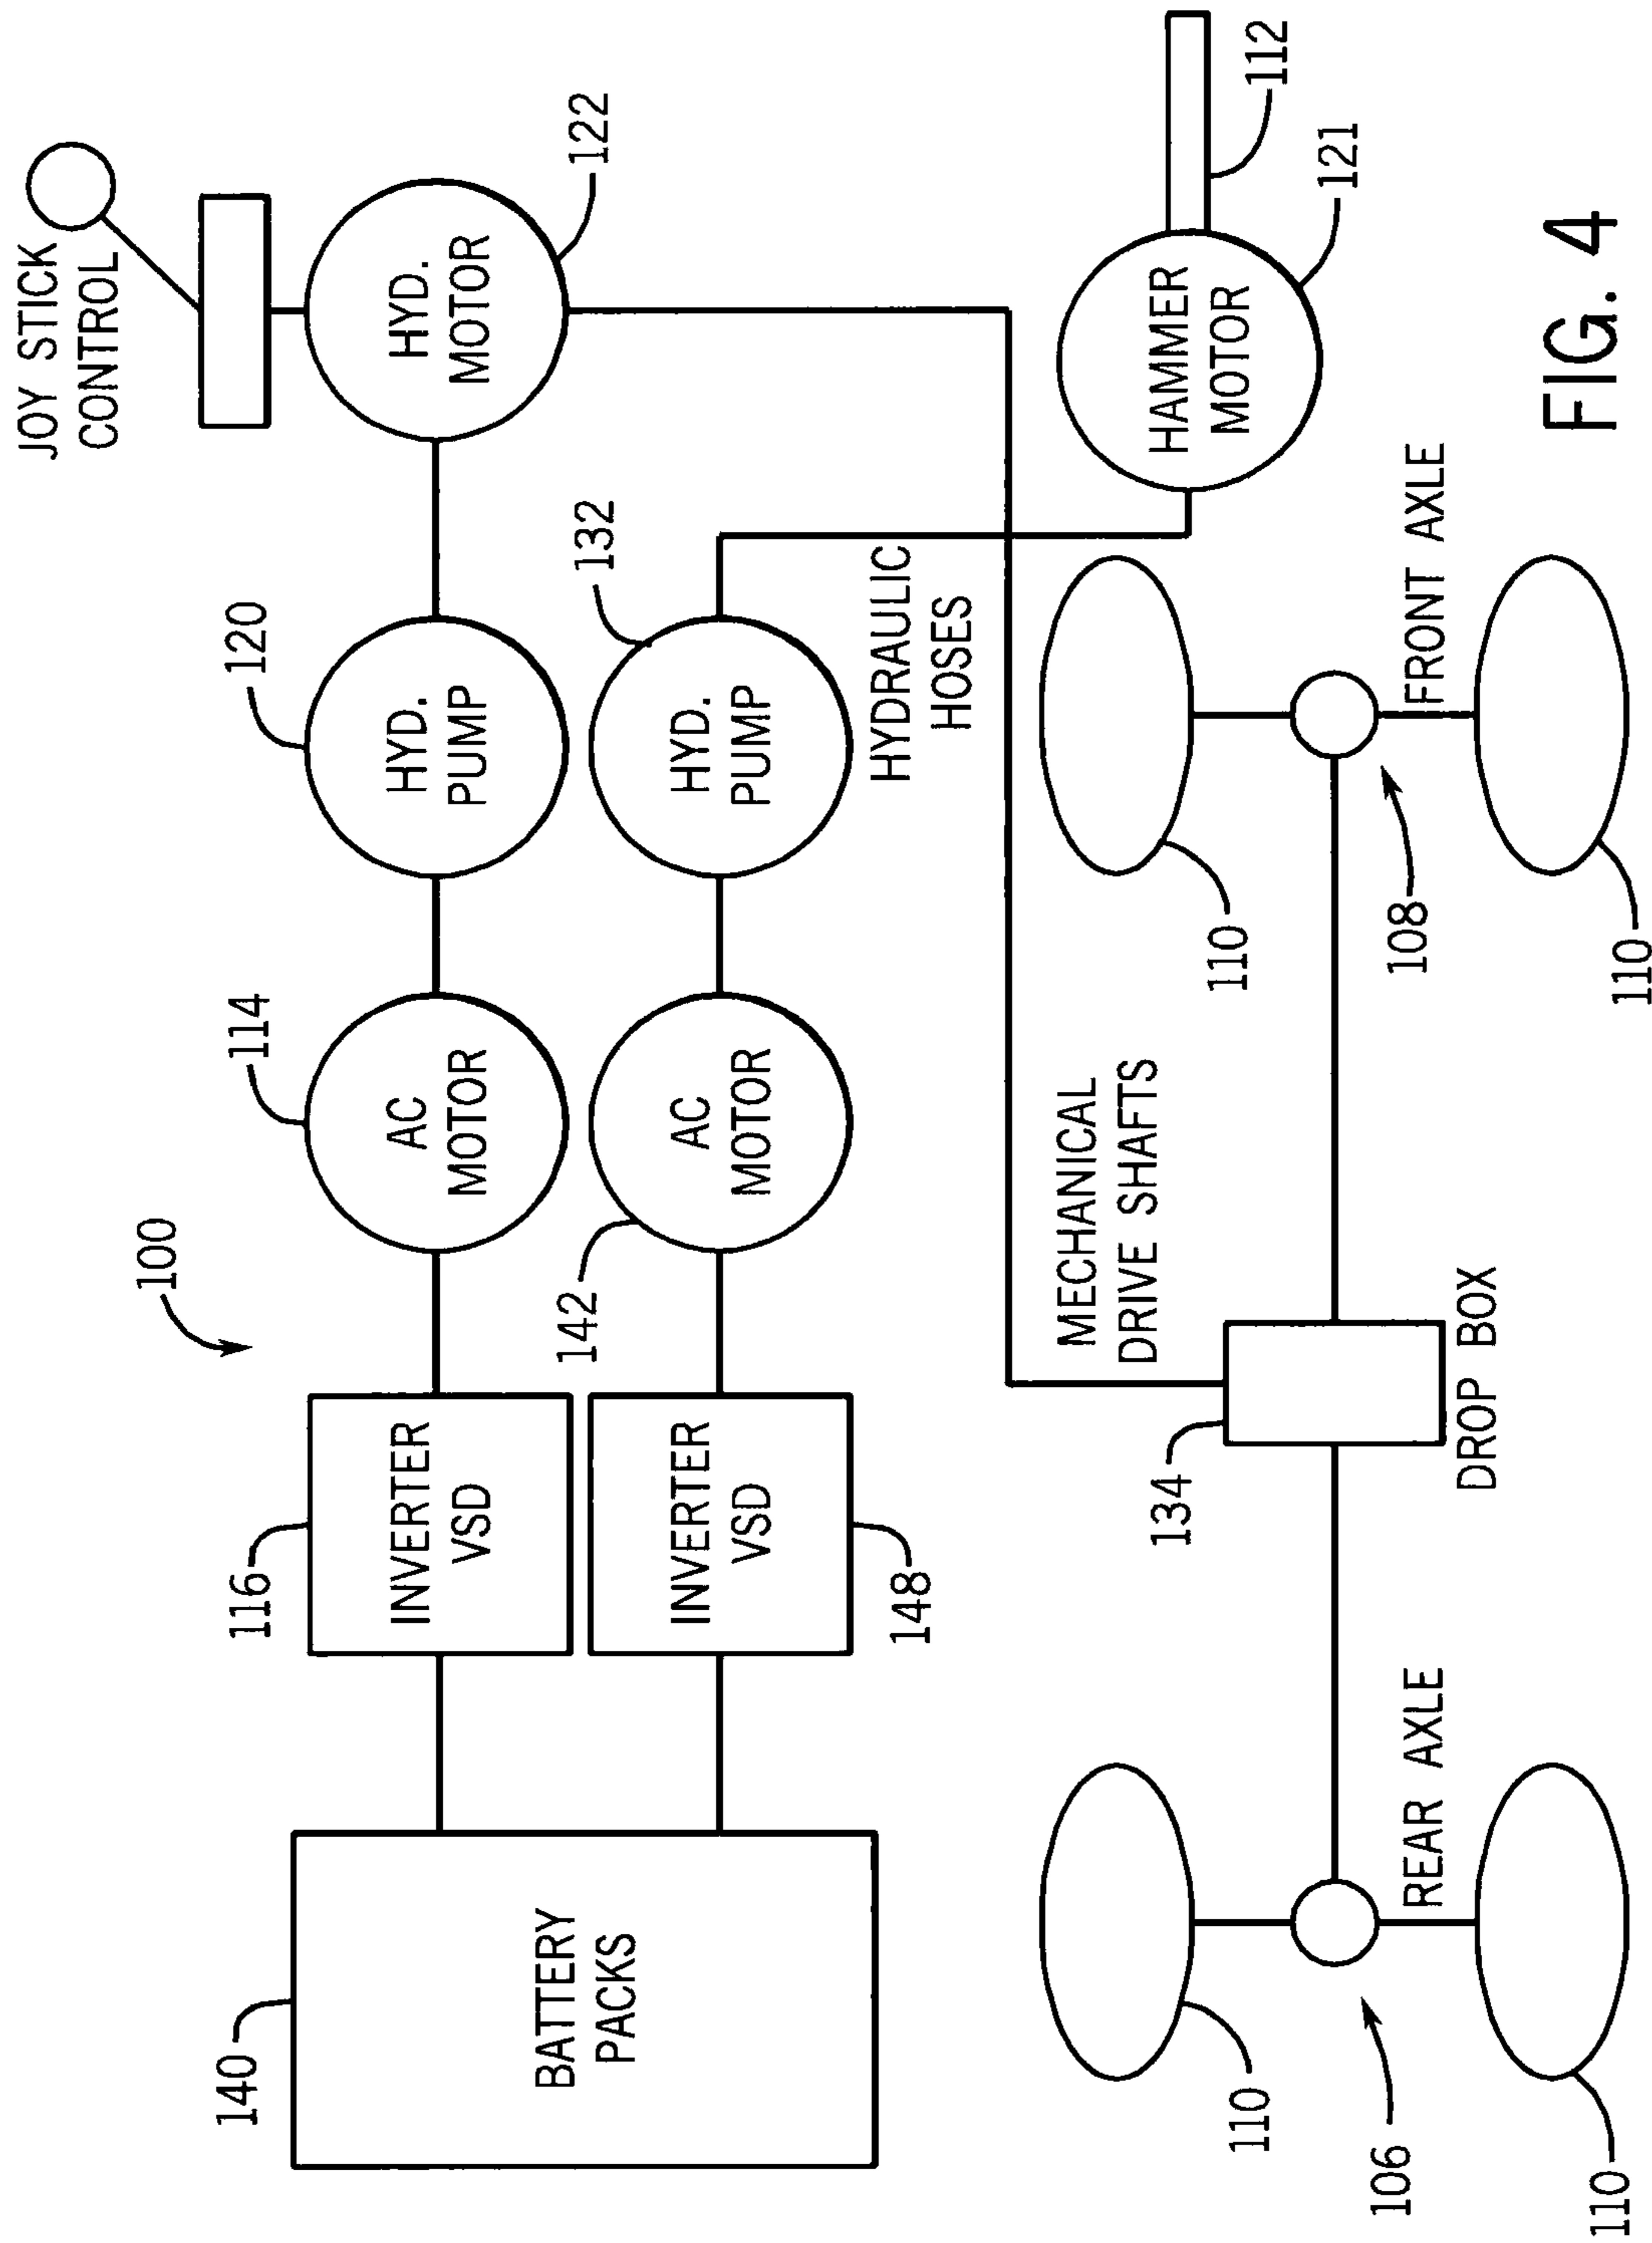 JOY STICK
CONTROL
100
140
BATTERY
PACKS
116
INVERTER
VSD
114
AC
MOTOR
120
HYD.
PUMP
HYD.
MOTOR
122
INVERTER
VSD
148
142
AC
MOTOR
132
HYD.
PUMP
HYDRAULIC
HOSES
HAMMER
MOTOR
112
121
MECHANICAL
DRIVE SHAFTS
134
DROP BOX
110
106
REAR AXLE
110
110
108
FRONT AXLE
110
FIG. 4